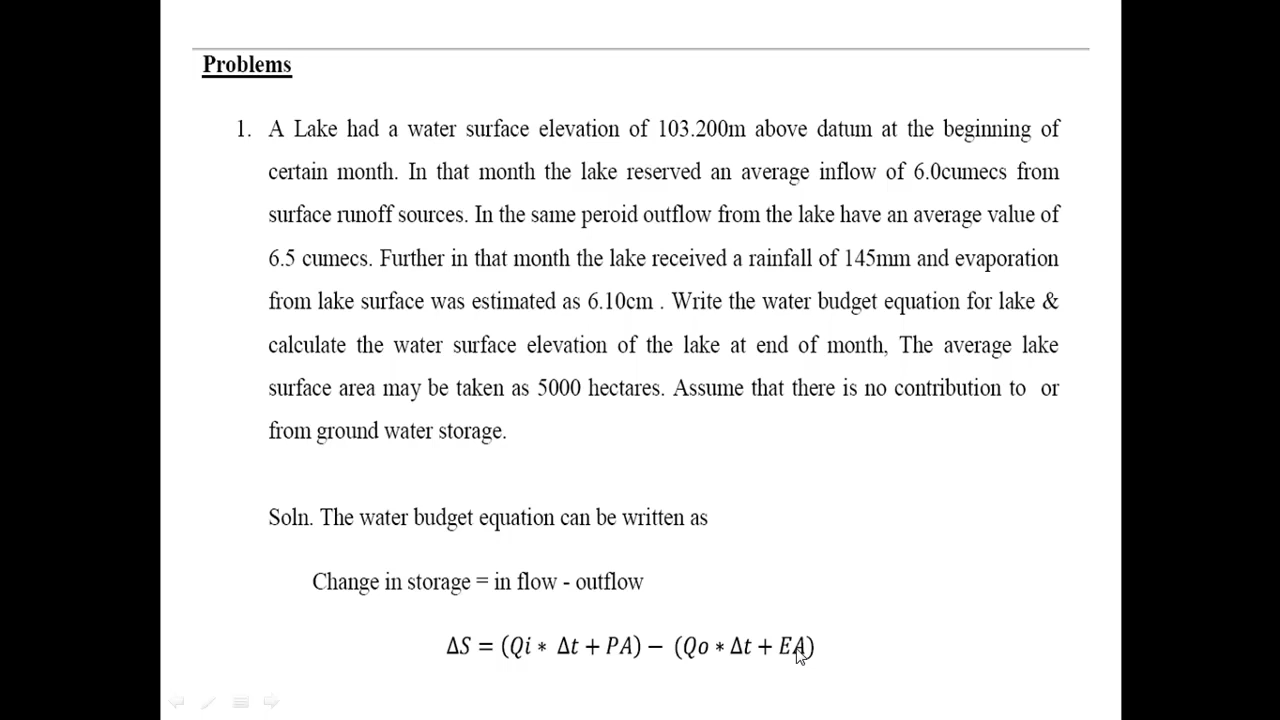 Problems
1. A Lake had a water surface elevation of 103.200m above datum at the beginning of
certain month. In that month the lake reserved an average inflow of 6.0cumecs from
surface runoff sources. In the same peroid outflow from the lake have an average value of
6.5 cumecs. Further in that month the lake received a rainfall of 145mm and evaporation
from lake surface was estimated as 6.10cm . Write the water budget equation for lake &
calculate the water surface elevation of the lake at end of month, The average lake
surface area may be taken as 5000 hectares. Assume that there is no contribution to or
from ground water storage.
Soln. The water budget equation can be written as
Change in storage = in flow - outflow
ΔS = (Qi ∗ Δt + PA) − (Qo ∗ Δt + EA)